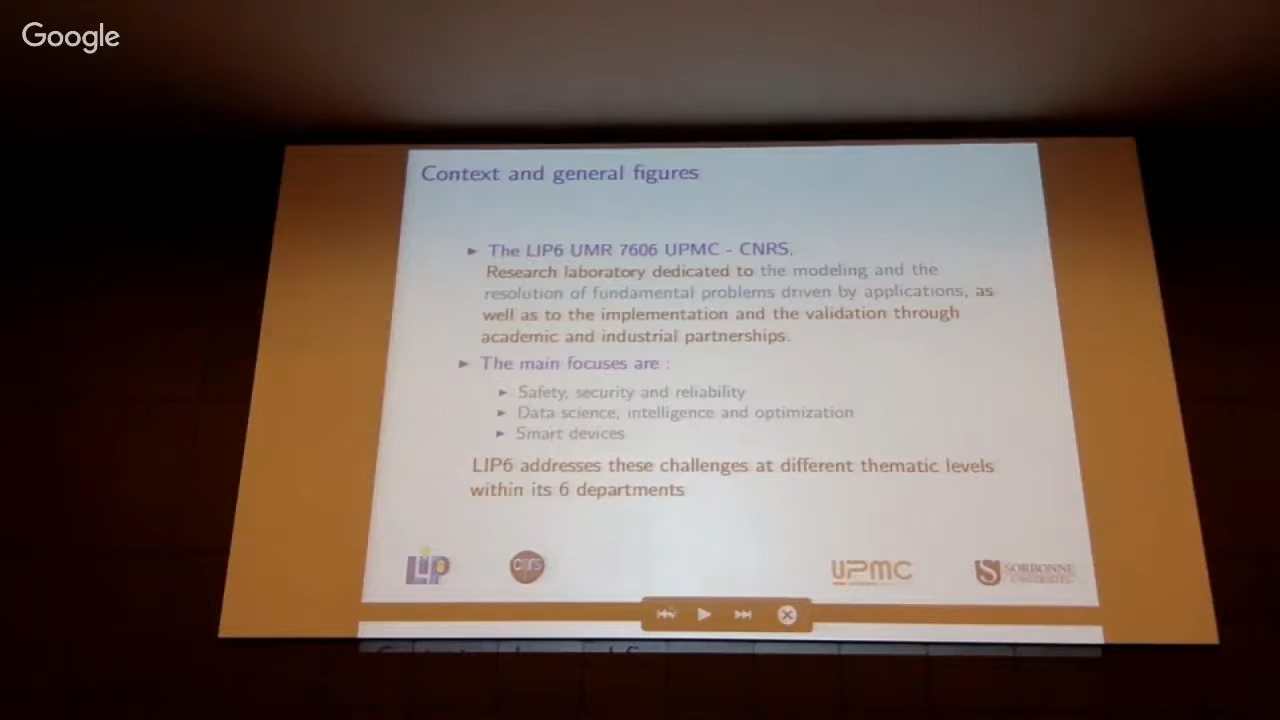 Google
Context and general figures
► The LIP6 UMR 7606 UPMC - CNRS,
Research laboratory dedicated to the modeling and the
resolution of fundamental problems driven by applications, as
well as to the implementation and the validation through
academic and industrial partnerships.
► The main focuses are :
► Safety, security and reliability
► Data science, intelligence and optimization
► Smart devices
LIP6 addresses these challenges at different thematic levels
within its 6 departments
LIP6
cnrs
UPMC
SORBONNE